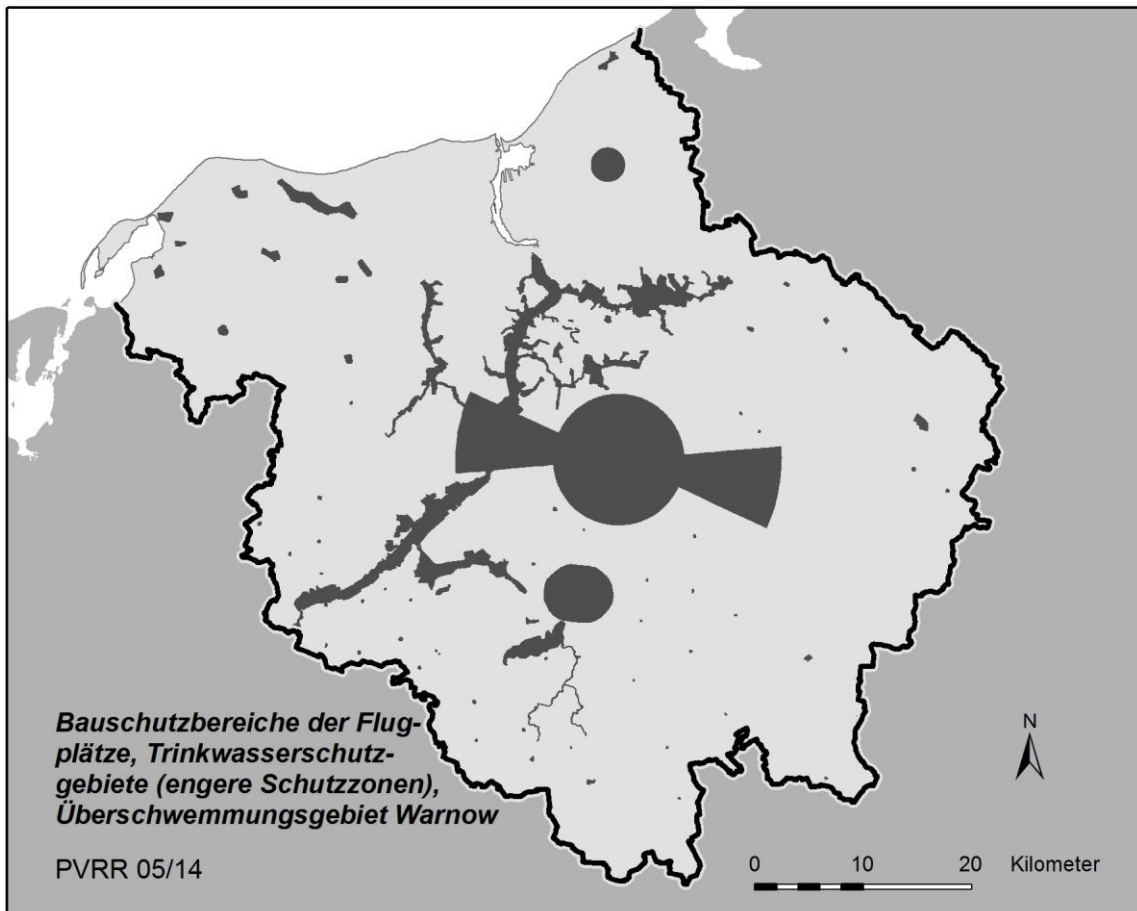 N
Bauschutzbereiche der Flug-
plätze, Trinkwasserschutz-
gebiete (engere Schutzzonen),
Überschwemmungsgebiet Warnow
PVRR 05/14
0 10 20 Kilometer